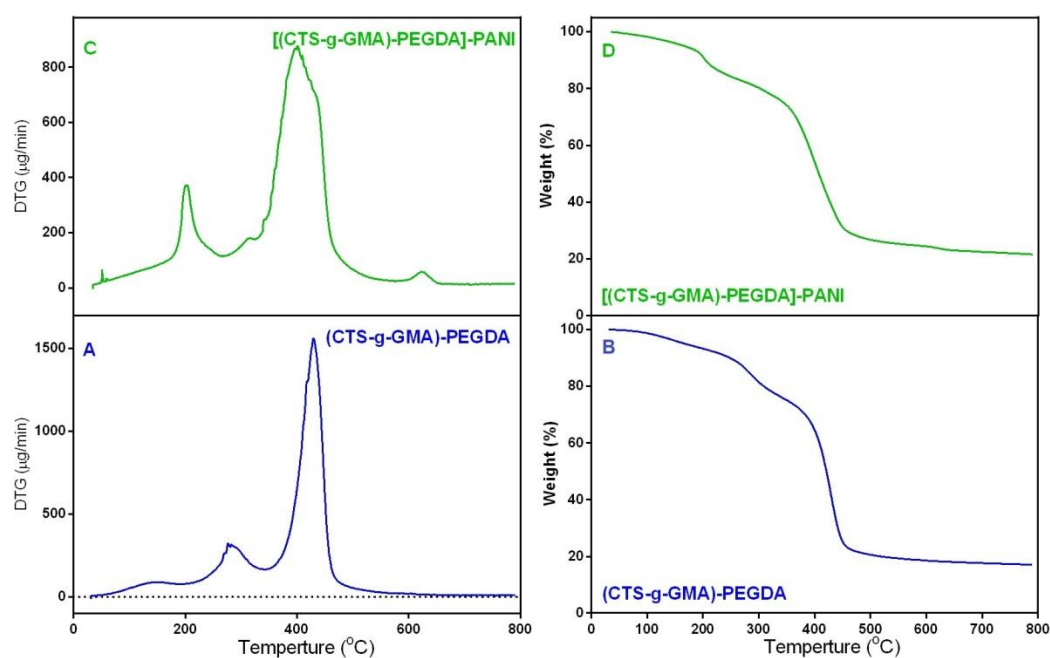 C
[(CTS-g-GMA)-PEGDA]-PANI
800
600
400
200
0
DTG (μg/min)
A
(CTS-g-GMA)-PEGDA
1500
1000
500
0
DTG (μg/min)
0
200
400
600
800
Temperture (°C)
D
100
80
60
40
20
0
Weight (%)
[(CTS-g-GMA)-PEGDA]-PANI
B
100
80
60
40
20
0
Weight (%)
(CTS-g-GMA)-PEGDA
0
100
200
300
400
500
600
700
800
Temperture (°C)